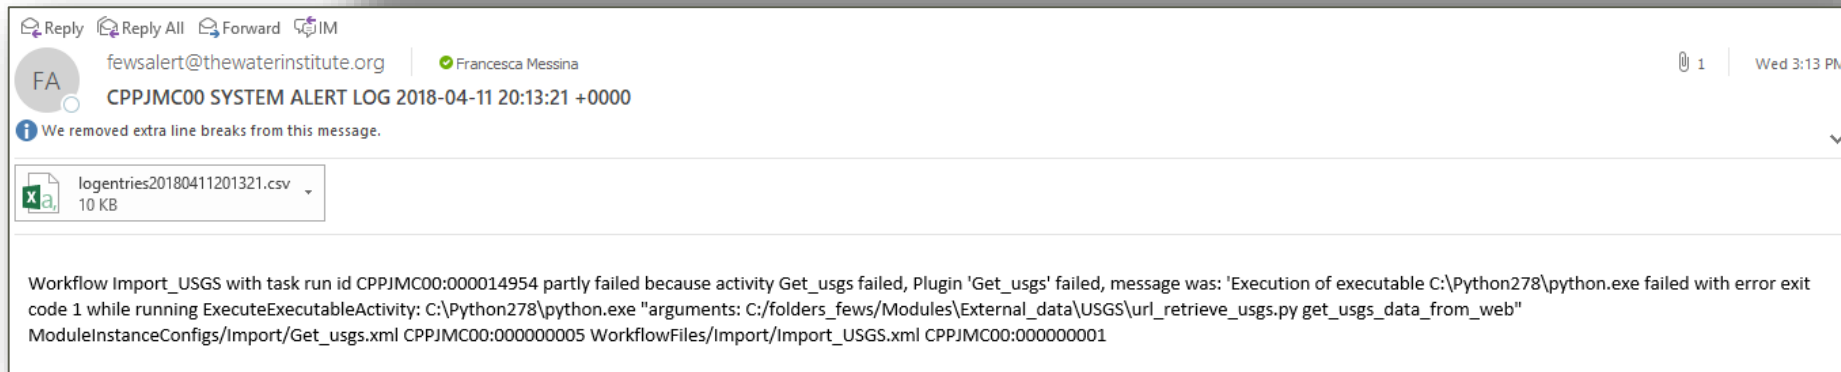 Reply Reply All Forward IM
FA
fewsalert@thewaterinstitute.org Francesca Messina
1 Wed 3:13 PM
CPPJMC00 SYSTEM ALERT LOG 2018-04-11 20:13:21 +0000
We removed extra line breaks from this message.
logentries20180411201321.csv
10 KB
Workflow Import_USGS with task run id CPPJMC00:000014954 partly failed because activity Get_usgs failed, Plugin 'Get_usgs' failed, message was: 'Execution of executable C:\Python278\python.exe failed with error exit
code 1 while running ExecuteExecutableActivity: C:\Python278\python.exe "arguments: C:/folders_fews/Modules\External_data\USGS\url_retrieve_usgs.py get_usgs_data_from_web"
ModuleInstanceConfigs/Import/Get_usgs.xml CPPJMC00:000000005 WorkflowFiles/Import/Import_USGS.xml CPPJMC00:000000001